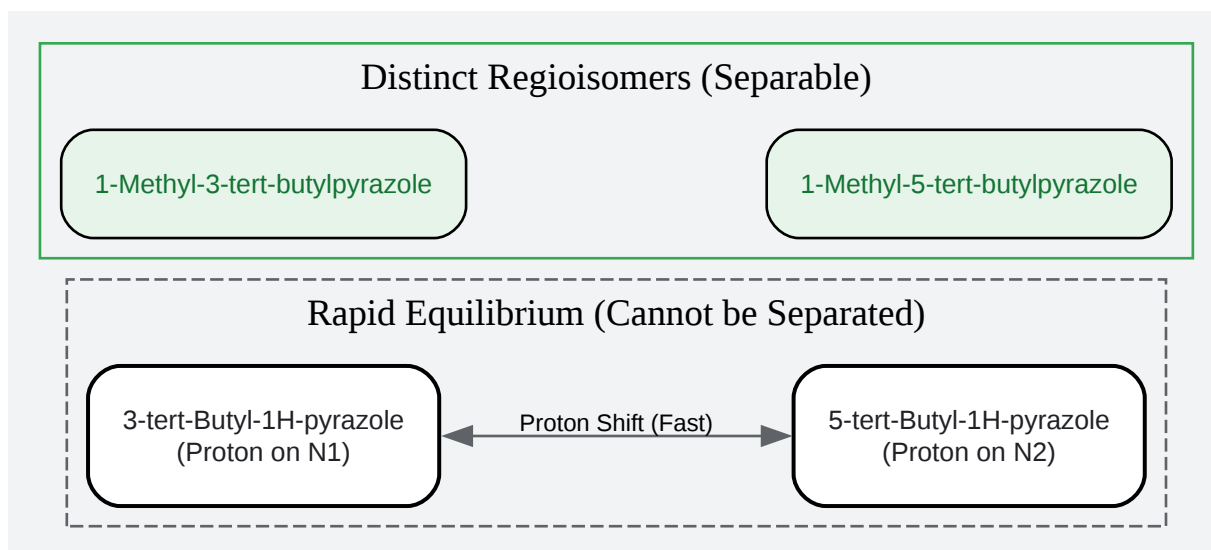 Distinct Regioisomers (Separable)
1-Methyl-3-tert-butylpyrazole
1-Methyl-5-tert-butylpyrazole
Rapid Equilibrium (Cannot be Separated)
3-tert-Butyl-1H-pyrazole
(Proton on N1)
Proton Shift (Fast)
5-tert-Butyl-1H-pyrazole
(Proton on N2)